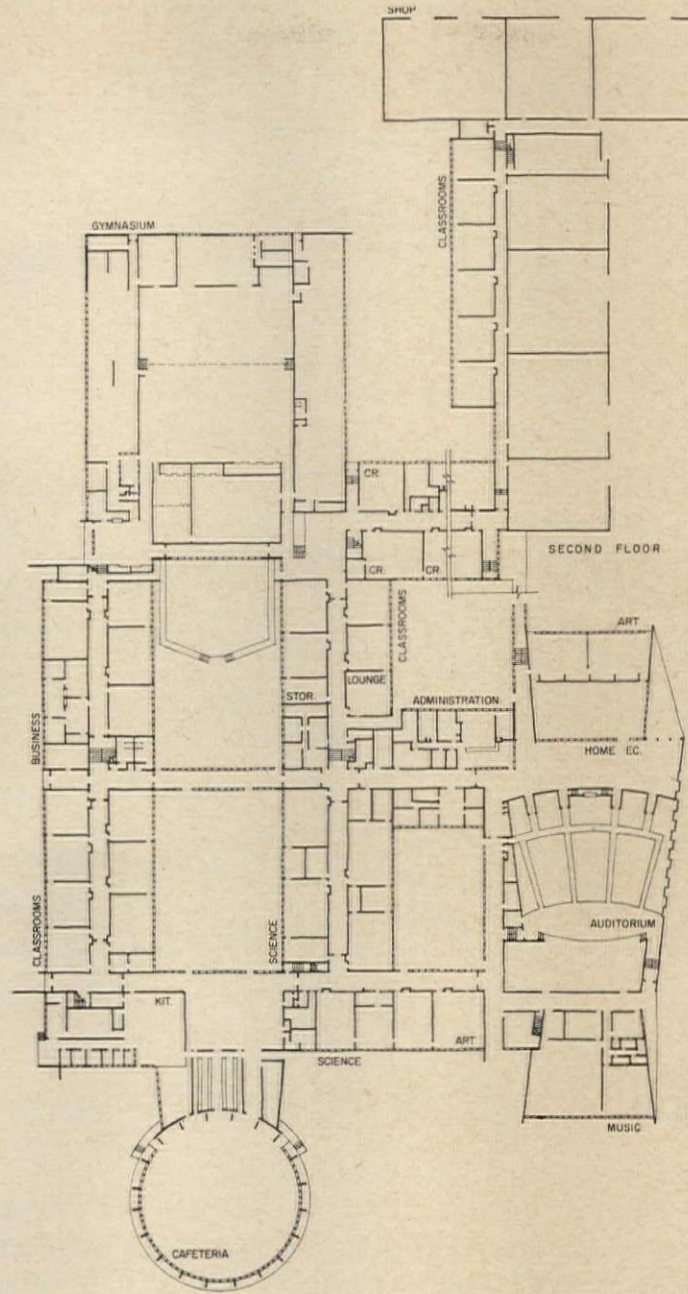 SHOP
CLASSROOMS
GYMNASIUM
CR.
SECOND FLOOR
CR.
CR.
CLASSROOMS
ART
LOUNGE
STOR.
ADMINISTRATION
BUSINESS
HOME EC.
CLASSROOMS
SCIENCE
AUDITORIUM
KIT.
ART
SCIENCE
MUSIC
CAFETERIA